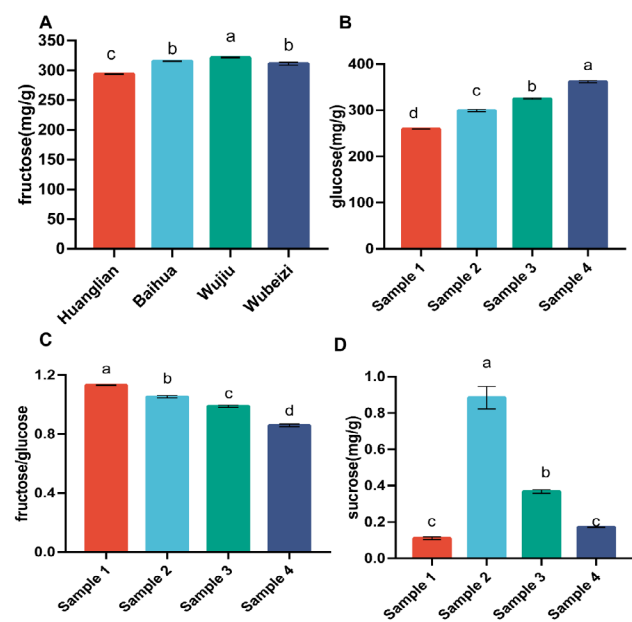 A
fructose(mg/g)
350
300
250
200
150
100
50
0
c
b
a
b
Huanglian
Baihua
Wujiu
Wubeizi
B
glucose(mg/g)
400
300
200
100
0
d
c
b
a
Sample 1
Sample 2
Sample 3
Sample 4
C
fructose/glucose
1.2
0.8
0.4
0.0
a
b
c
d
Sample 1
Sample 2
Sample 3
Sample 4
D
sucrose(mg/g)
1.0
0.8
0.6
0.4
0.2
0.0
c
a
b
c
Sample 1
Sample 2
Sample 3
Sample 4